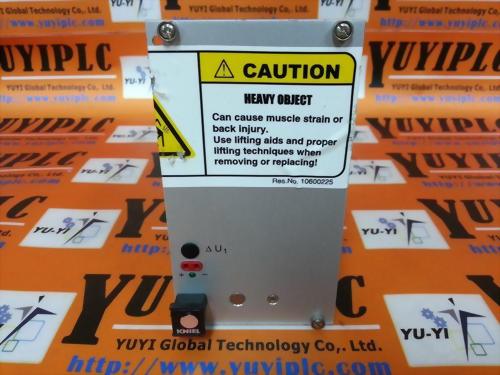 CAUTION
HEAVY OBJECT
Can cause muscle strain or
back injury.
Use lifting aids and proper
lifting techniques when
removing or replacing!
Res.No. 10600225
Δ U1
+ −
KNIEL
YUYIPLC
YUYI Global Technology Co,. Ltd.
http://www.yuyiplc.com
YU-YI